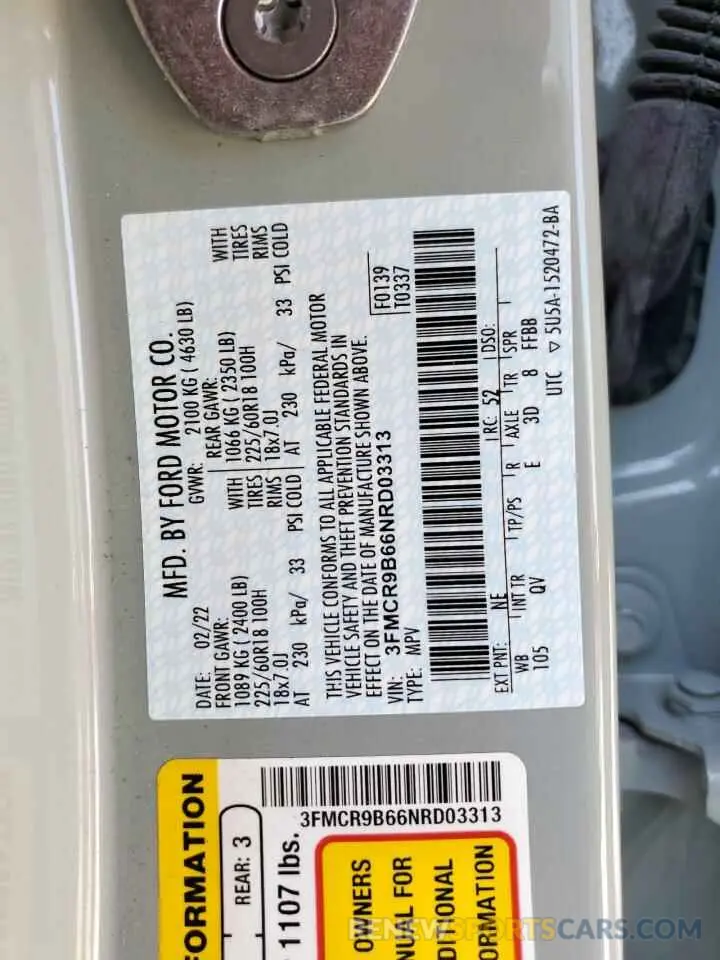 MFD. BY FORD MOTOR CO.
DATE: 02/22 GVWR: 2100 KG ( 4630 LB)
FRONT GAWR: REAR GAWR:
1089 KG ( 2400 LB) WITH 1066 KG ( 2350 LB) WITH
225/60R18 100H TIRES 225/60R18 100H TIRES
18x7.0J RIMS 18x7.0J RIMS
AT 230 kPa/ 33 PSI COLD AT 230 kPa/ 33 PSI COLD
THIS VEHICLE CONFORMS TO ALL APPLICABLE FEDERAL MOTOR
VEHICLE SAFETY AND THEFT PREVENTION STANDARDS IN
EFFECT ON THE DATE OF MANUFACTURE SHOWN ABOVE.
VIN: 3FMCR9B66NRD03313 F0139
TYPE: MPV T0337
EXT PNT: NE RC: 52 DSO:
WB INT TR TP/PS R AXLE TR SPR
105 QV E 3D 8 FFBB
UTC ▽ 5U5A-1520472-BA
FORMATION
REAR: 3
1107 lbs.
3FMCR9B66NRD03313
OWNERS
FOR
ORMATION
BENEWSPORTSCARS.COM